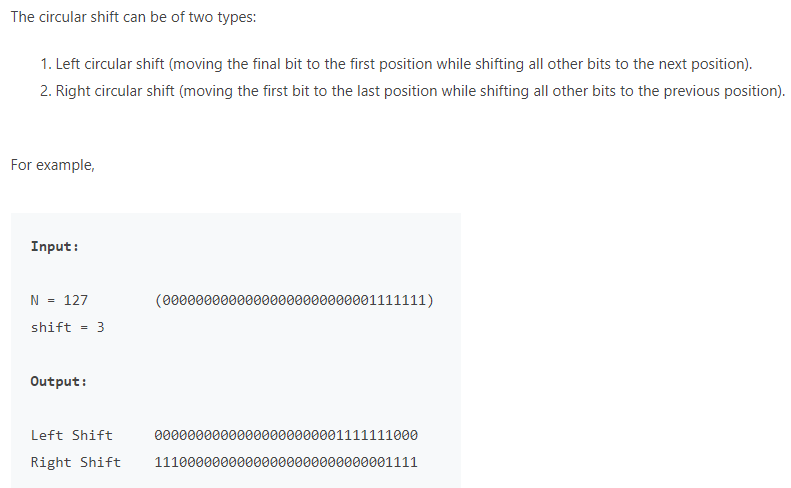 The circular shift can be of two types:
1. Left circular shift (moving the final bit to the first position while shifting all other bits to the next position).
2. Right circular shift (moving the first bit to the last position while shifting all other bits to the previous position).
For example,
Input:
N = 127 (00000000000000000000000001111111)
shift = 3
Output:
Left Shift 00000000000000000000001111111000
Right Shift 11100000000000000000000000001111